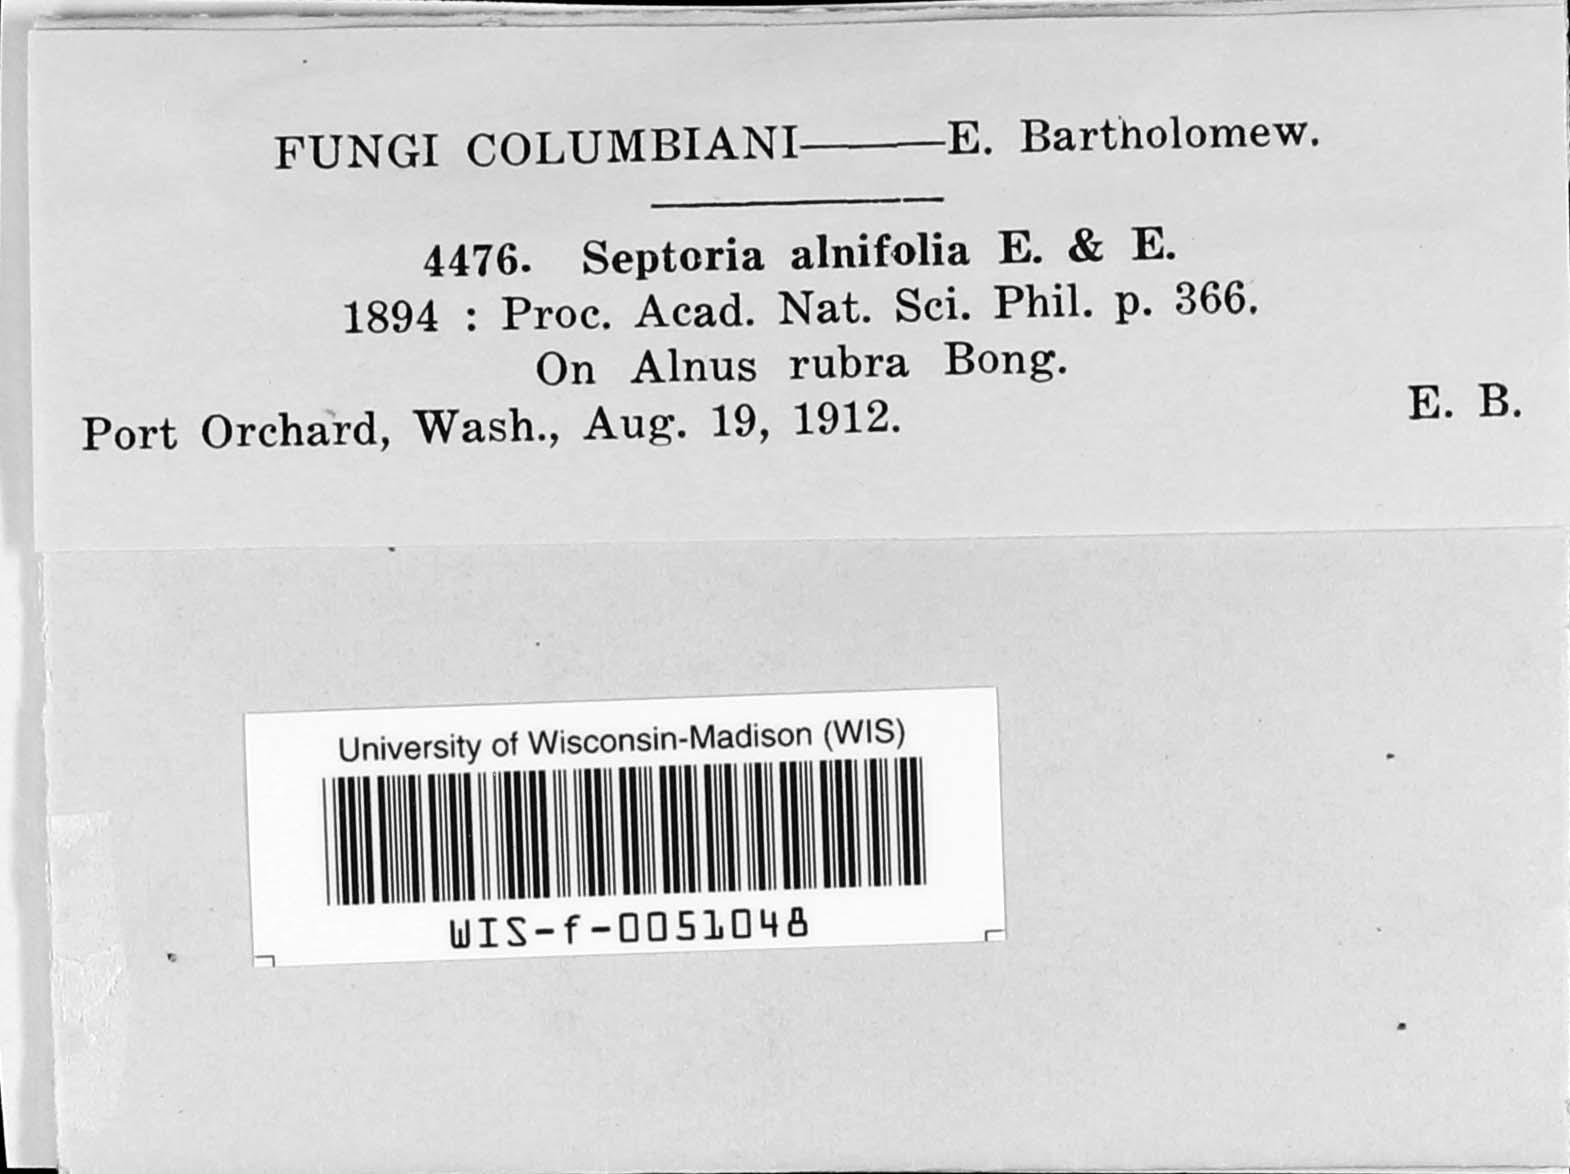 FUNGI COLUMBIANI———E. Bartholomew.
4476. Septoria alnifolia E. & E.
1894 : Proc. Acad. Nat. Sci. Phil. p. 366.
On Alnus rubra Bong.
Port Orchard, Wash., Aug. 19, 1912. E. B.
University of Wisconsin-Madison (WIS)
WIS-f-0051048